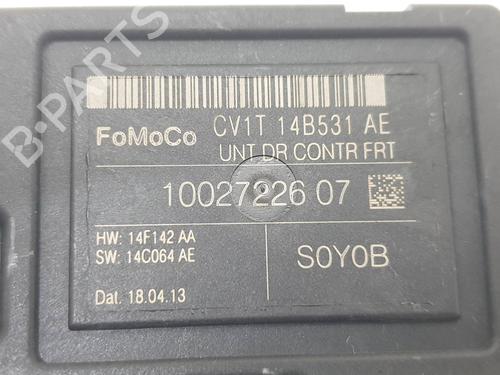 B-PARTS
FoMoCo CV1T 14B531 AE
UNT DR CONTR FRT
10027226 07
HW: 14F142 AA
SW: 14C064 AE
S0Y0B
Dat. 18.04.13